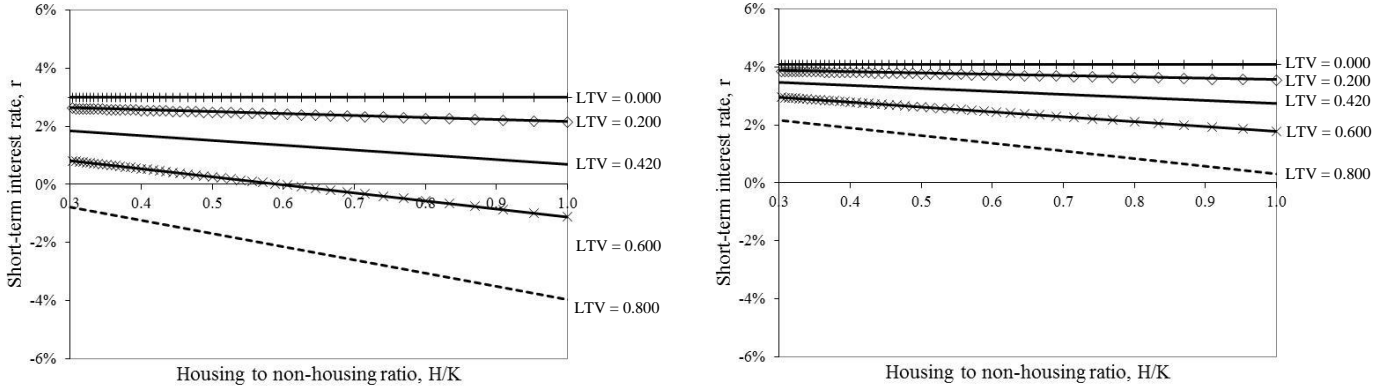 Short-term interest rate, r
6%
4%
2%
0%
-2%
-4%
-6%
0.3
0.4
0.5
0.6
0.7
0.8
0.9
1.0
LTV = 0.000
LTV = 0.200
LTV = 0.420
LTV = 0.600
LTV = 0.800
Housing to non-housing ratio, H/K
Short-term interest rate, r
6%
4%
2%
0%
-2%
-4%
-6%
0.3
0.4
0.5
0.6
0.7
0.8
0.9
1.0
LTV = 0.000
LTV = 0.200
LTV = 0.420
LTV = 0.600
LTV = 0.800
Housing to non-housing ratio, H/K